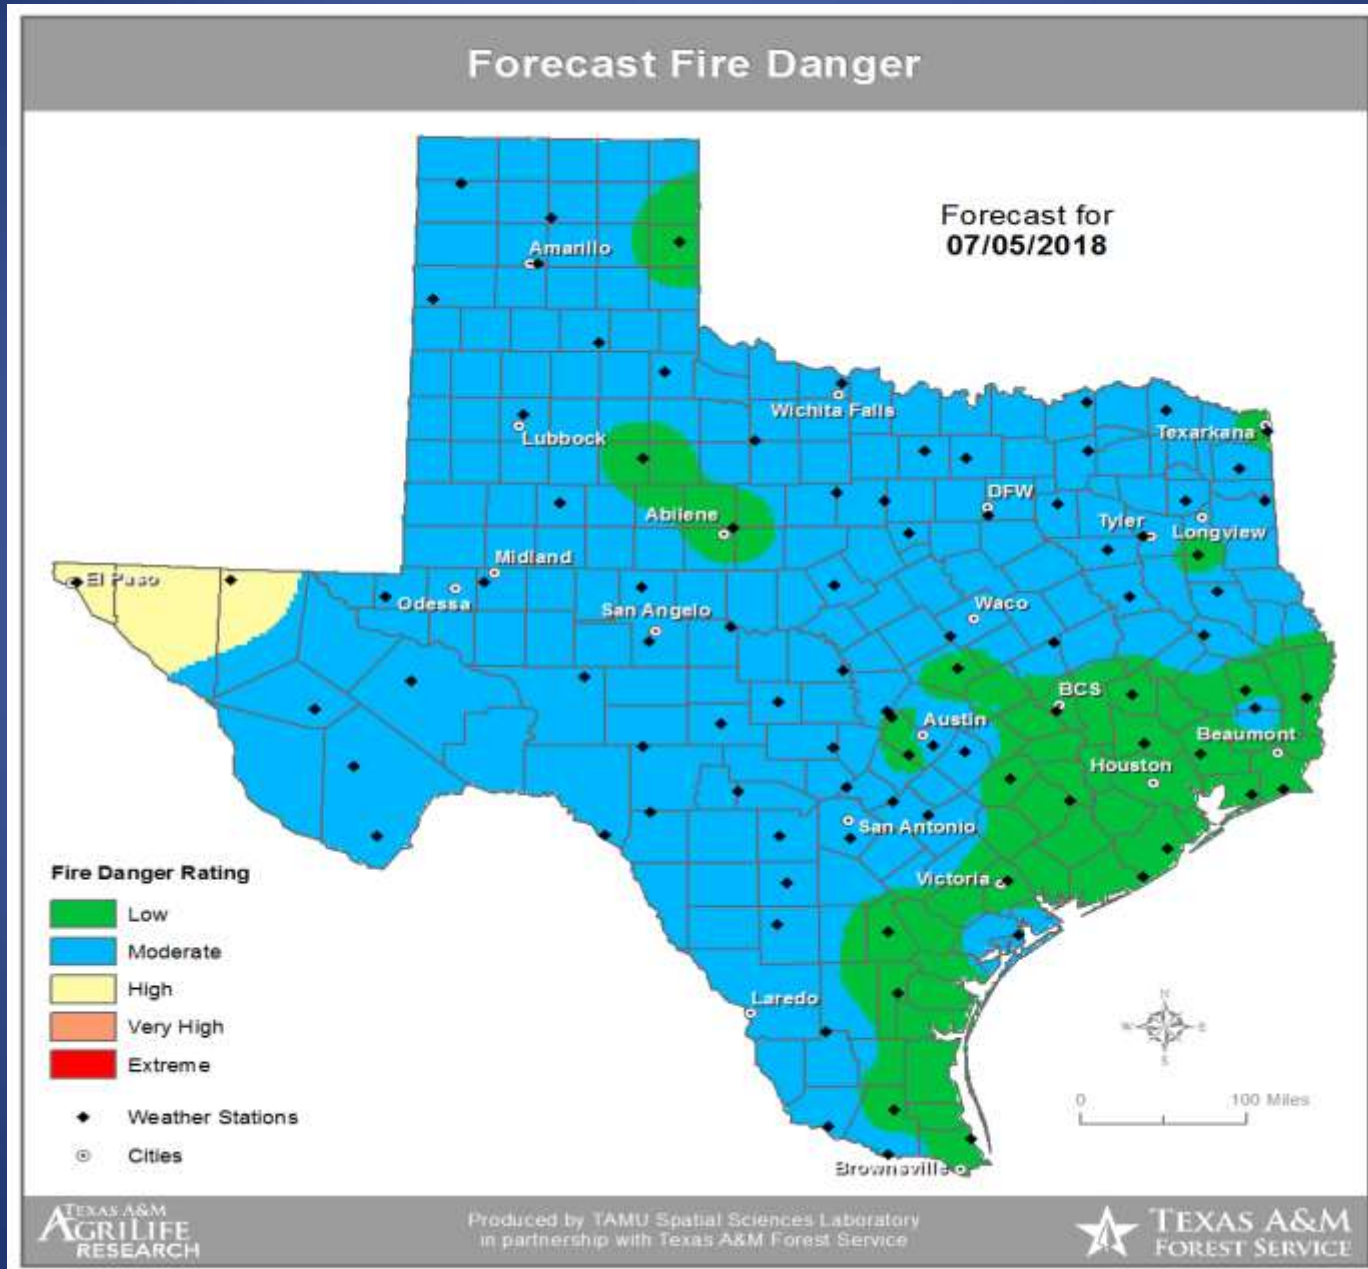 Forecast Fire Danger
Forecast for
07/05/2018
Amarillo
Wichita Falls
Lubbock
Texarkana
DFW
Abilene
Tyler
Longview
Midland
El Paso
Odessa
San Angelo
Waco
BCS
Austin
Beaumont
Houston
San Antonio
Victoria
Laredo
Brownsville
Fire Danger Rating
Low
Moderate
High
Very High
Extreme
Weather Stations
Cities
N
W E
S
0 100 Miles
TEXAS A&M
AGRILIFE
RESEARCH
Produced by TAMU Spatial Sciences Laboratory
in partnership with Texas A&M Forest Service
TEXAS A&M
FOREST SERVICE